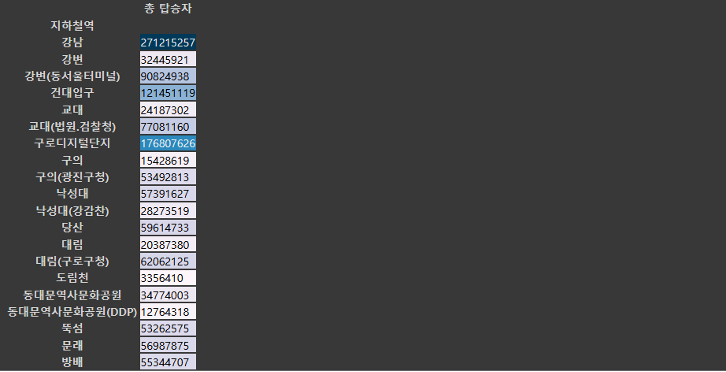 총 탑승자
지하철역
강남 271215257
강변 32445921
강변(동서울터미널) 90824938
건대입구 121451119
교대 24187302
교대(법원.검찰청) 77081160
구로디지털단지 176807626
구의 15428619
구의(광진구청) 53492813
낙성대 57391627
낙성대(강감찬) 28273519
당산 59614733
대림 20387380
대림(구로구청) 62062125
도림천 3356410
동대문역사문화공원 34774003
동대문역사문화공원(DDP) 12764318
뚝섬 53262575
문래 56987875
방배 55344707